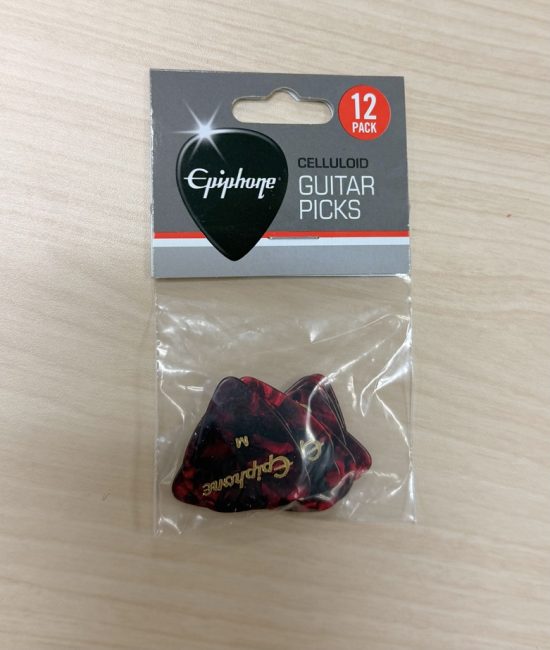 12
PACK
Epiphone
CELLULOID
GUITAR
PICKS
M
Epiphone